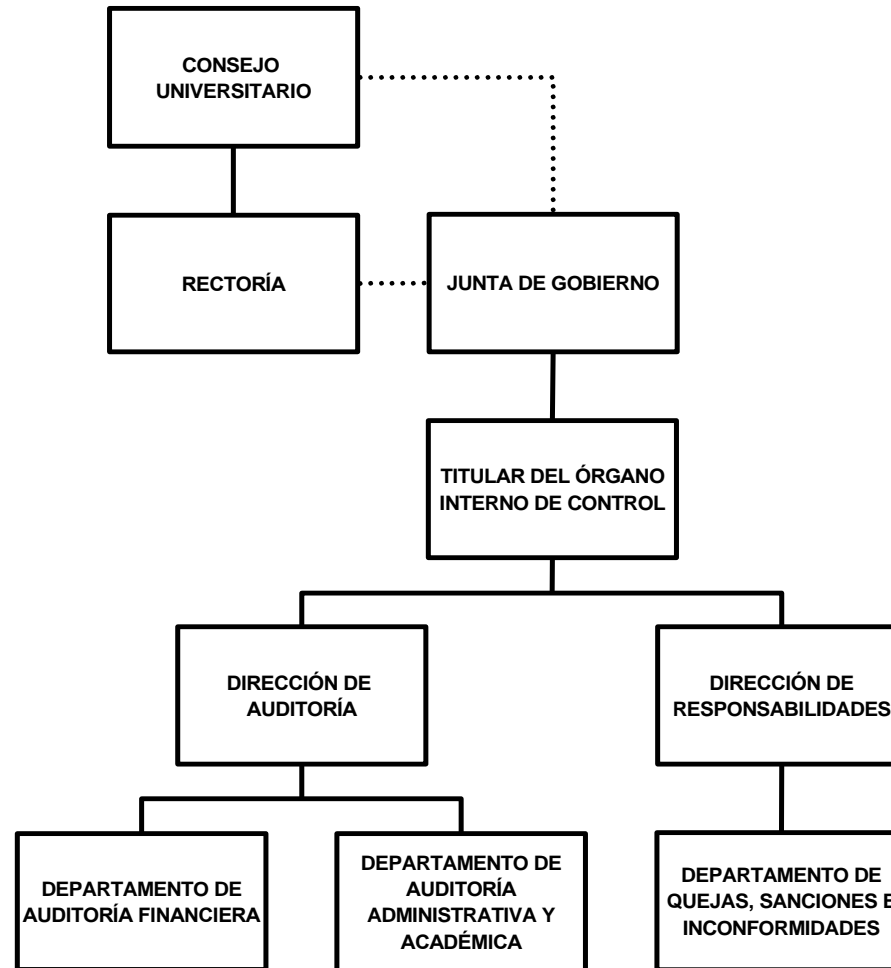 CONSEJO
UNIVERSITARIO
RECTORÍA
JUNTA DE GOBIERNO
TITULAR DEL ÓRGANO
INTERNO DE CONTROL
DIRECCIÓN DE
AUDITORÍA
DIRECCIÓN DE
RESPONSABILIDADES
DEPARTAMENTO DE
AUDITORÍA FINANCIERA
DEPARTAMENTO DE
AUDITORÍA
ADMINISTRATIVA Y
ACADÉMICA
DEPARTAMENTO DE
QUEJAS, SANCIONES E
INCONFORMIDADES